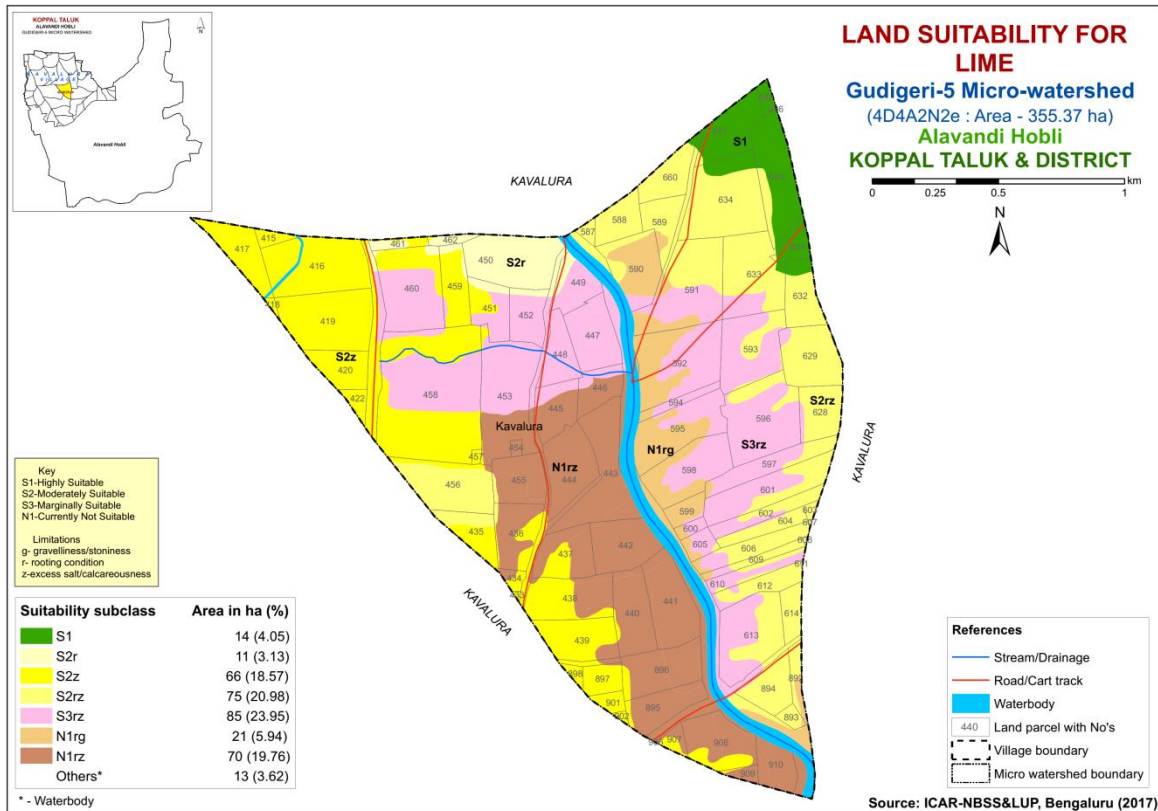 KOPPAL TALUK
ALAVANDI HOBLI
GUDIGERI-5 MICRO WATERSHED
N
KAVALURA
VILLAGE
Alavandi Hobli
LAND SUITABILITY FOR
LIME
Gudigeri-5 Micro-watershed
(4D4A2N2e : Area - 355.37 ha)
Alavandi Hobli
KOPPAL TALUK & DISTRICT
0 0.25 0.5 1
km
N
KAVALURA
S1
660
634
588
589
587
590
591
633
632
593
629
592
594
595
596
S2rz
628
S3rz
N1rg
598
597
601
599
602
604
600
605
606
609
608
610
611
612
614
613
894
893
415
417
416
461
462
450
S2r
449
460
459
451
452
447
419
448
S2z
420
422
458
453
446
445
Kavalura
454
457
N1rz
455
444
443
456
435
436
437
442
434
433
438
440
441
439
898
897
896
901
902
895
907
908
909
910
KAVALURA
KAVALURA
Key
S1-Highly Suitable
S2-Moderately Suitable
S3-Marginally Suitable
N1-Currently Not Suitable
Limitations
g- gravelliness/stoniness
r- rooting condition
z-excess salt/calcareousness
Suitability subclass Area in ha (%)
S1 14 (4.05)
S2r 11 (3.13)
S2z 66 (18.57)
S2rz 75 (20.98)
S3rz 85 (23.95)
N1rg 21 (5.94)
N1rz 70 (19.76)
Others* 13 (3.62)
* - Waterbody
References
Stream/Drainage
Road/Cart track
Waterbody
440 Land parcel with No's
Village boundary
Micro watershed boundary
Source: ICAR-NBSS&LUP, Bengaluru (2017)